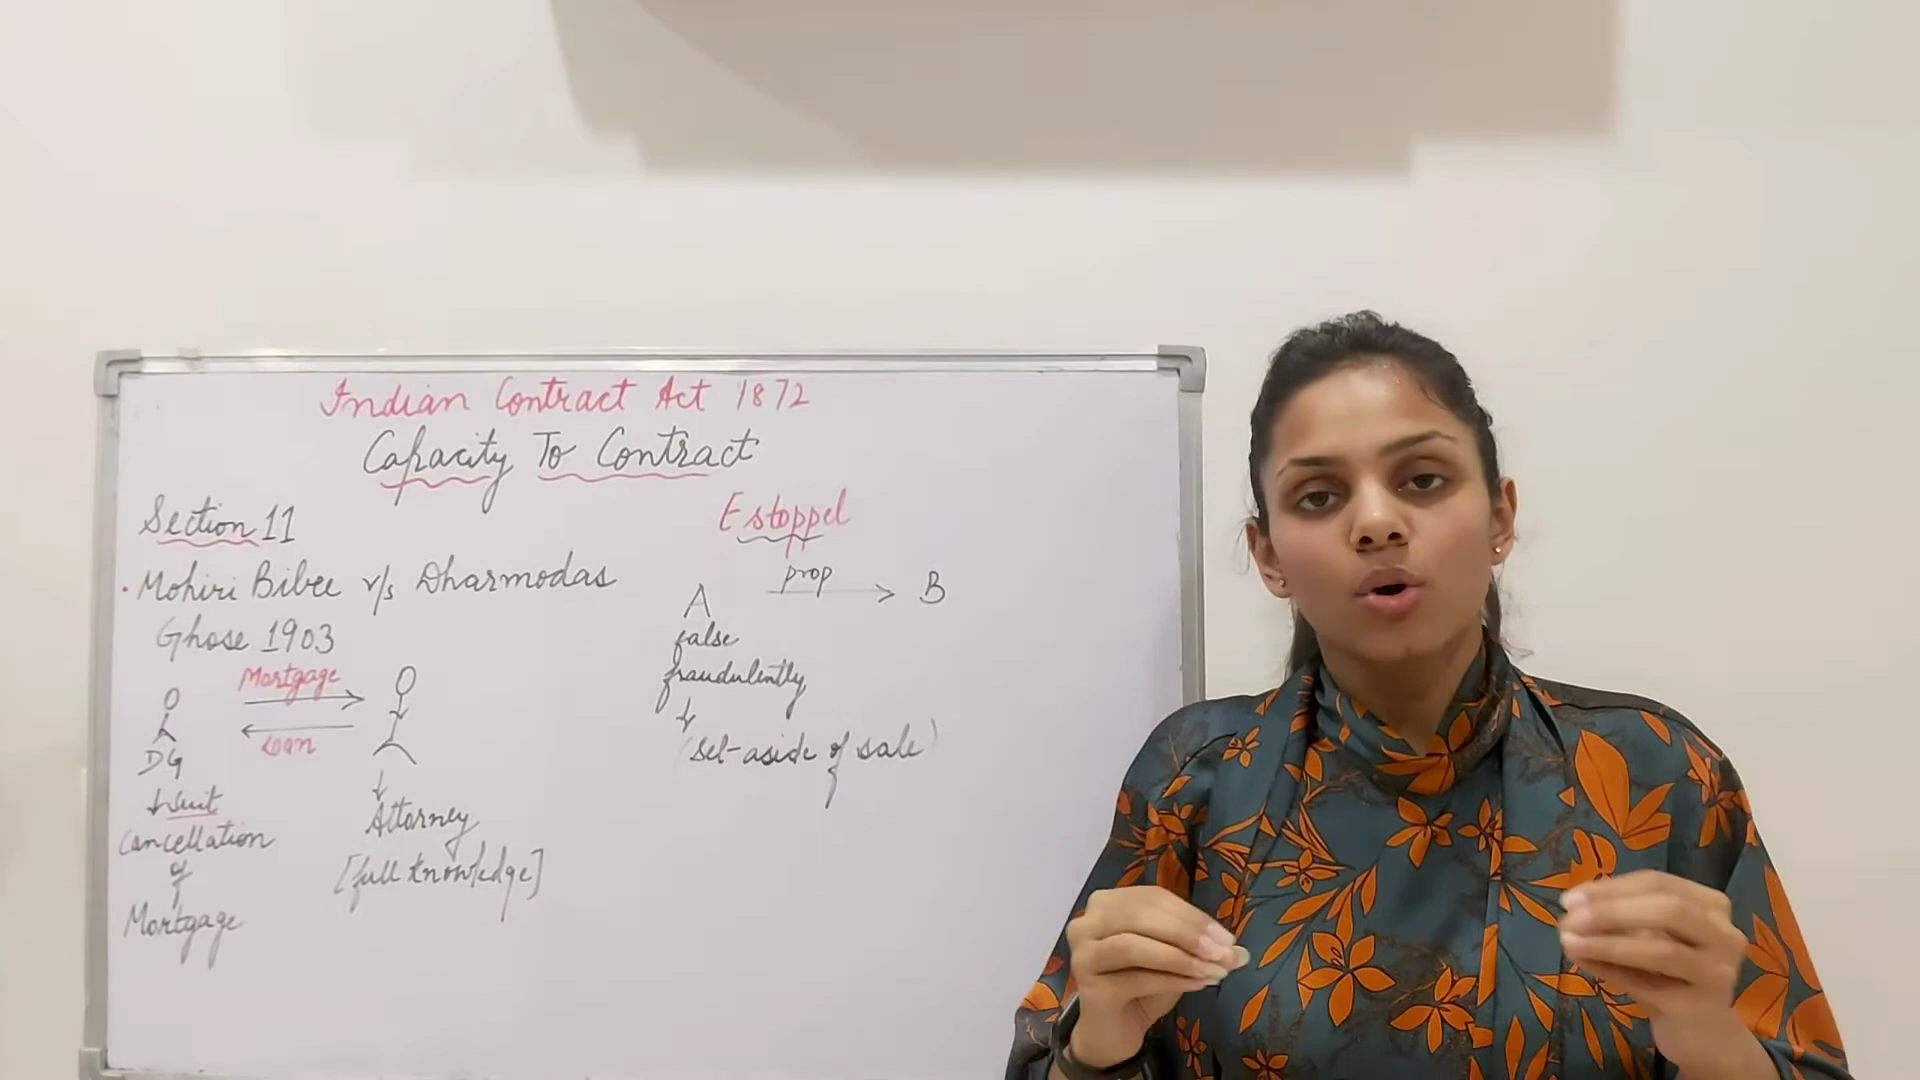 Indian Contract Act 1872
Capacity To Contract
Section 11
Mohiri Bibee v/s Dharmodas
Ghose 1903
Mortgage
Loan
DG
Suit
Cancellation
of
Mortgage
Attorney
[full knowledge]
Estoppel
prop
A
B
false
fraudulently
(set-aside of sale)